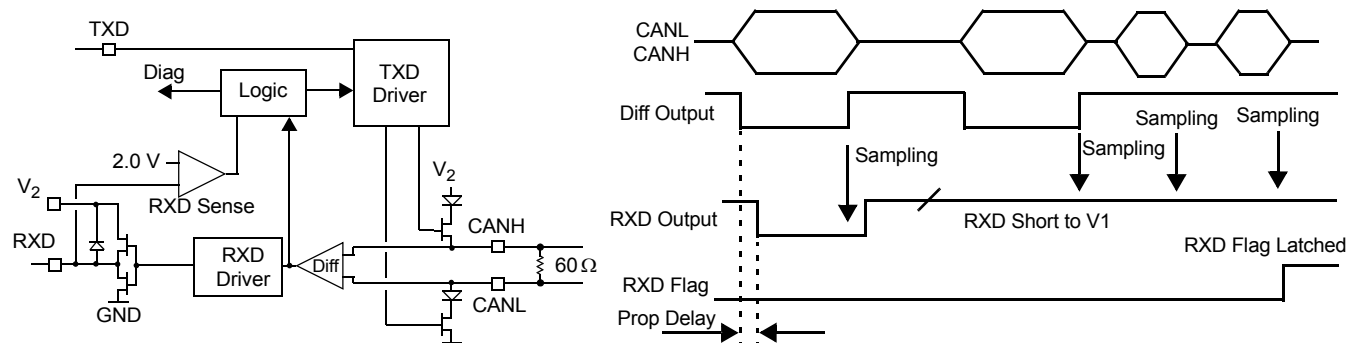 TXD
Diag
Logic
TXD
Driver
2.0 V
V2
RXD Sense
V2
RXD
CANH
RXD
Driver
Diff
60 Ω
GND
CANL
CANL
CANH
Diff Output
Sampling
Sampling
Sampling
Sampling
RXD Output
RXD Short to V1
RXD Flag Latched
RXD Flag
Prop Delay